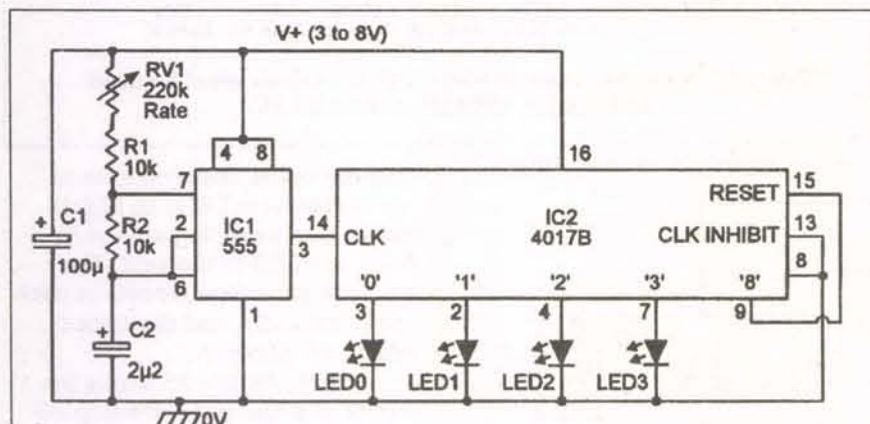 V+ (3 to 8V)
RV1
220k
Rate
R1
10k
R2
10k
C1
100µ
C2
2µ2
4 8
7
2
6
IC1
555
3
1
14
CLK
16
IC2
4017B
RESET
15
CLK INHIBIT
13
8
'0' '1' '2' '3' '8'
3 2 4 7 9
LED0 LED1 LED2 LED3
0V